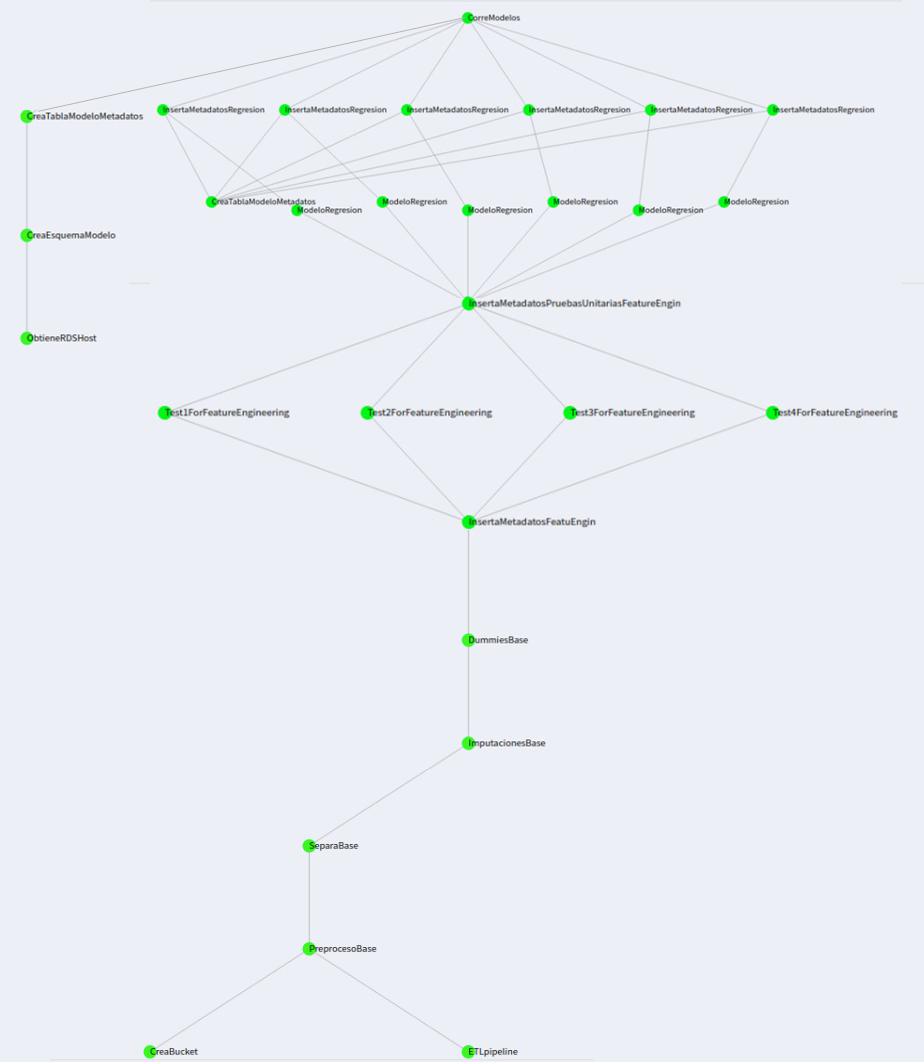 CorreModelos
CreaTablaModeloMetadatos
InsertaMetadatosRegresion
InsertaMetadatosRegresion
InsertaMetadatosRegresion
InsertaMetadatosRegresion
InsertaMetadatosRegresion
InsertaMetadatosRegresion
CreaTablaModeloMetadatos
ModeloRegresion
ModeloRegresion
ModeloRegresion
ModeloRegresion
ModeloRegresion
ModeloRegresion
CreaEsquemaModelo
InsertaMetadatosPruebasUnitariasFeatureEngin
ObtieneRDSHost
Test1ForFeatureEngineering
Test2ForFeatureEngineering
Test3ForFeatureEngineering
Test4ForFeatureEngineering
InsertaMetadatosFeatuEngin
DummiesBase
ImputacionesBase
SeparaBase
PreprocesoBase
CreaBucket
ETLpipeline